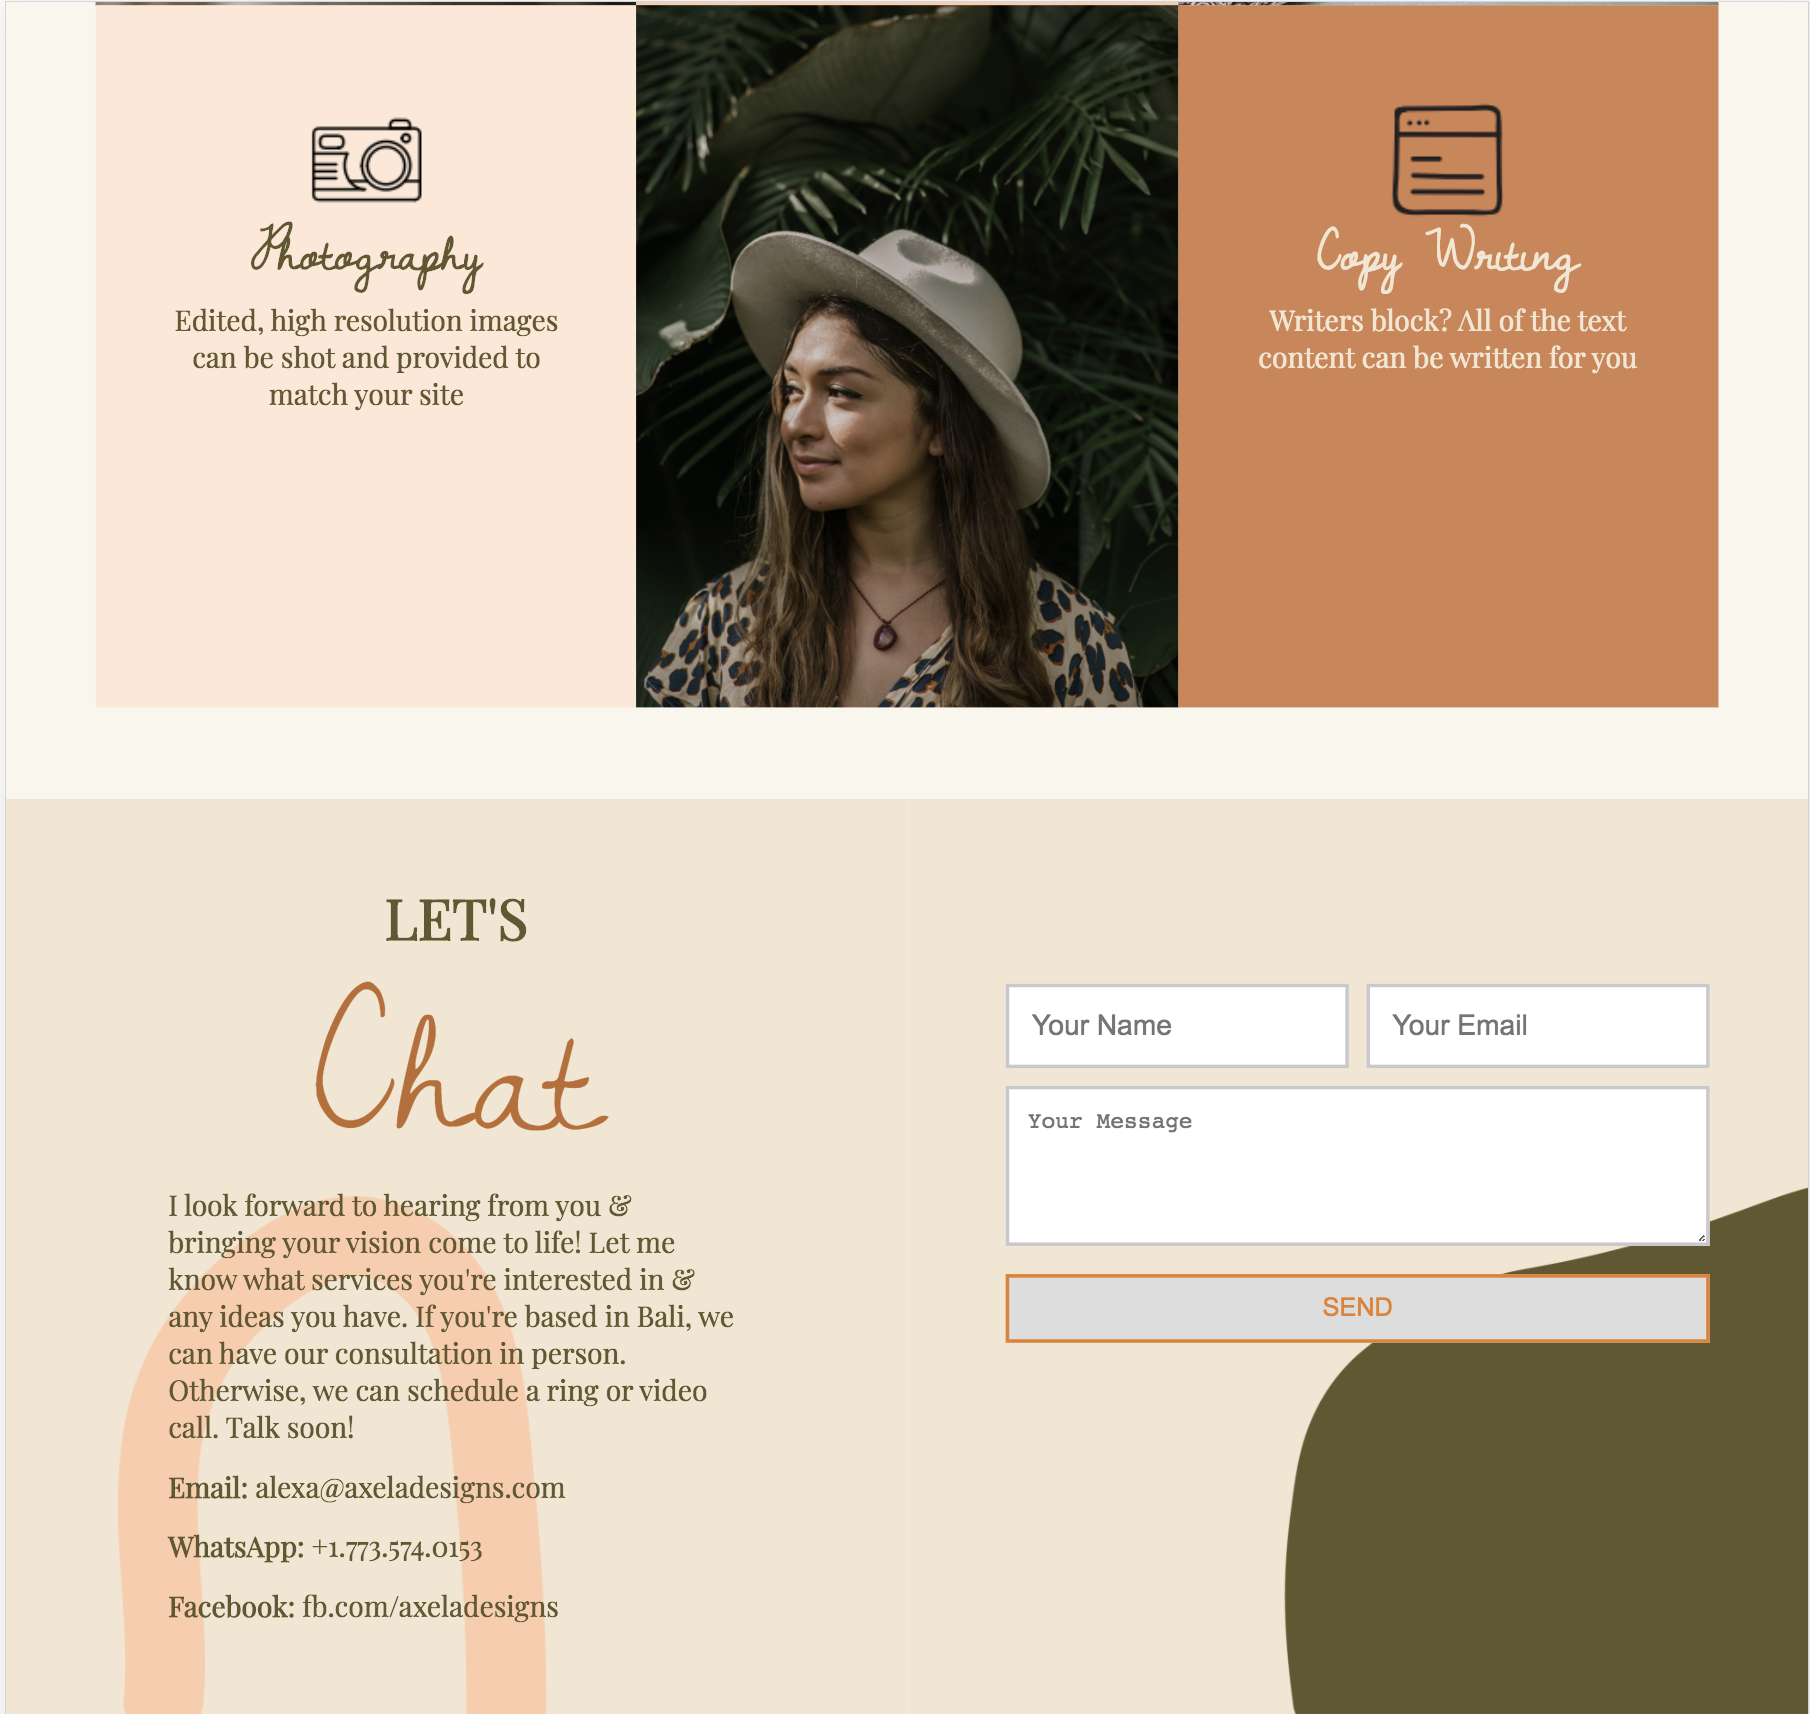 Photography
Edited, high resolution images
can be shot and provided to
match your site
Copy Writing
Writers block? All of the text
content can be written for you
LET'S
Chat
I look forward to hearing from you &
bringing your vision come to life! Let me
know what services you're interested in &
any ideas you have. If you're based in Bali, we
can have our consultation in person.
Otherwise, we can schedule a ring or video
call. Talk soon!
Email: alexa@axeladesigns.com
WhatsApp: +1.773.574.0153
Facebook: fb.com/axeladesigns
Your Name
Your Email
Your Message
SEND